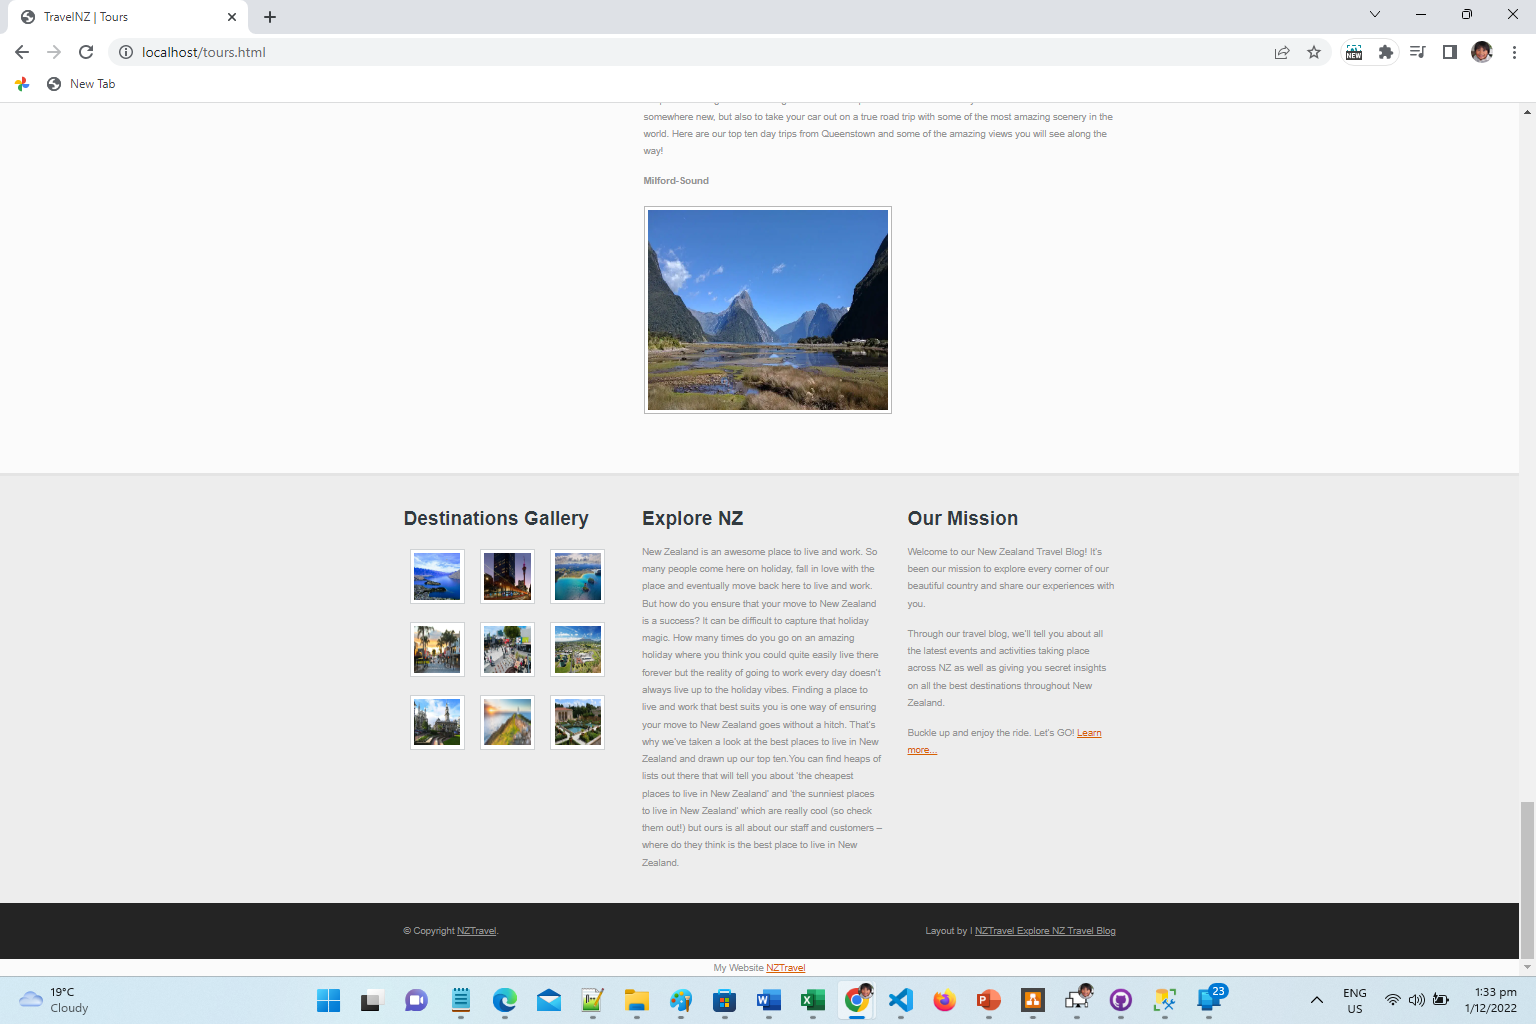 TravelNZ | Tours
localhost/tours.html
NEW
New Tab
somewhere new, but also to take your car out on a true road trip with some of the most amazing scenery in the
world. Here are our top ten day trips from Queenstown and some of the amazing views you will see along the
way!
Milford-Sound
Destinations Gallery
Explore NZ
New Zealand is an awesome place to live and work. So
many people come here on holiday, fall in love with the
place and eventually move back here to live and work.
But how do you ensure that your move to New Zealand
is a success? It can be difficult to capture that holiday
magic. How many times do you go on an amazing
holiday where you think you could quite easily live there
forever but the reality of going to work every day doesn't
always live up to the holiday vibes. Finding a place to
live and work that best suits you is one way of ensuring
your move to New Zealand goes without a hitch. That's
why we've taken a look at the best places to live in New
Zealand and drawn up our top ten.You can find heaps of
lists out there that will tell you about 'the cheapest
places to live in New Zealand' and 'the sunniest places
to live in New Zealand' which are really cool (so check
them out!) but ours is all about our staff and customers –
where do they think is the best place to live in New
Zealand.
Our Mission
Welcome to our New Zealand Travel Blog! It's
been our mission to explore every corner of our
beautiful country and share our experiences with
you.
Through our travel blog, we'll tell you about all
the latest events and activities taking place
across NZ as well as giving you secret insights
on all the best destinations throughout New
Zealand.
Buckle up and enjoy the ride. Let's GO! Learn
more...
© Copyright NZTravel.
Layout by | NZTravel Explore NZ Travel Blog
My Website NZTravel
19°C
Cloudy
23
ENG
US
1:33 pm
1/12/2022